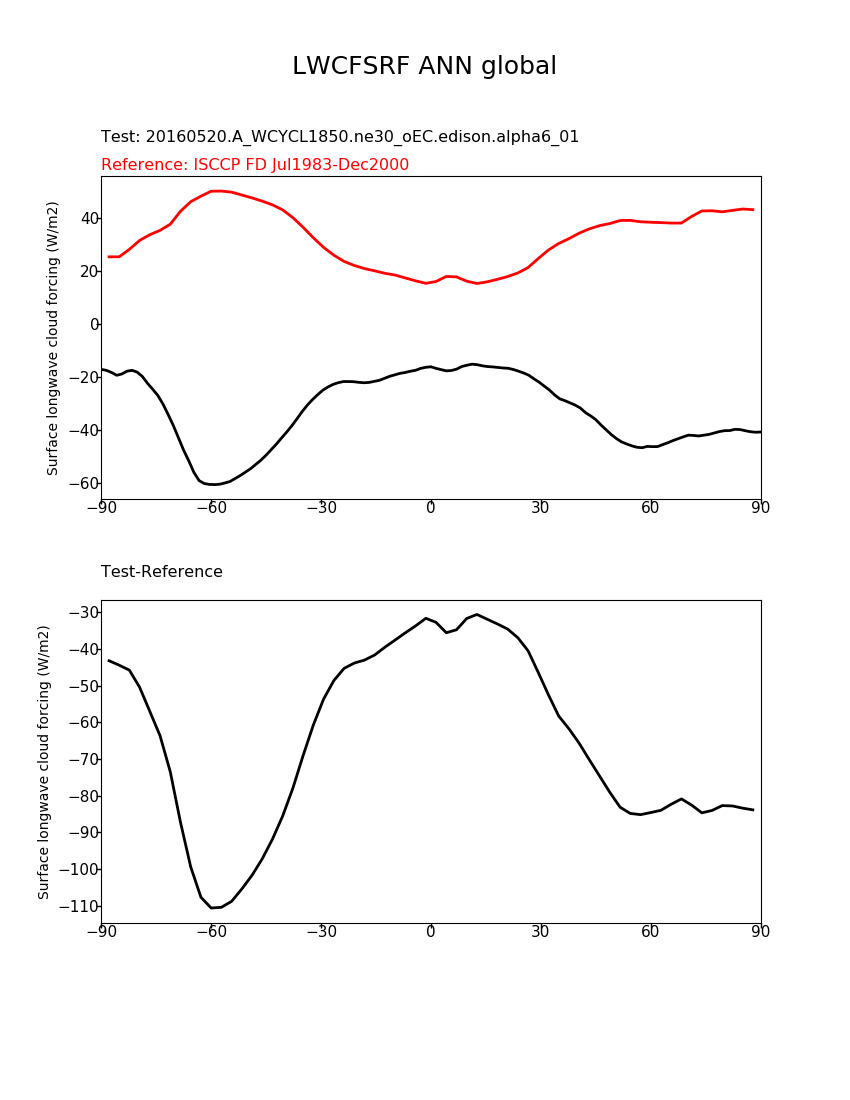 LWCFSRF ANN global
Test: 20160520.A_WCYCL1850.ne30_oEC.edison.alpha6_01
Reference: ISCCP FD Jul1983-Dec2000
Surface longwave cloud forcing (W/m2)
40
20
0
−20
−40
−60
−90 −60 −30 0 30 60 90
Test-Reference
Surface longwave cloud forcing (W/m2)
−30
−40
−50
−60
−70
−80
−90
−100
−110
−90 −60 −30 0 30 60 90